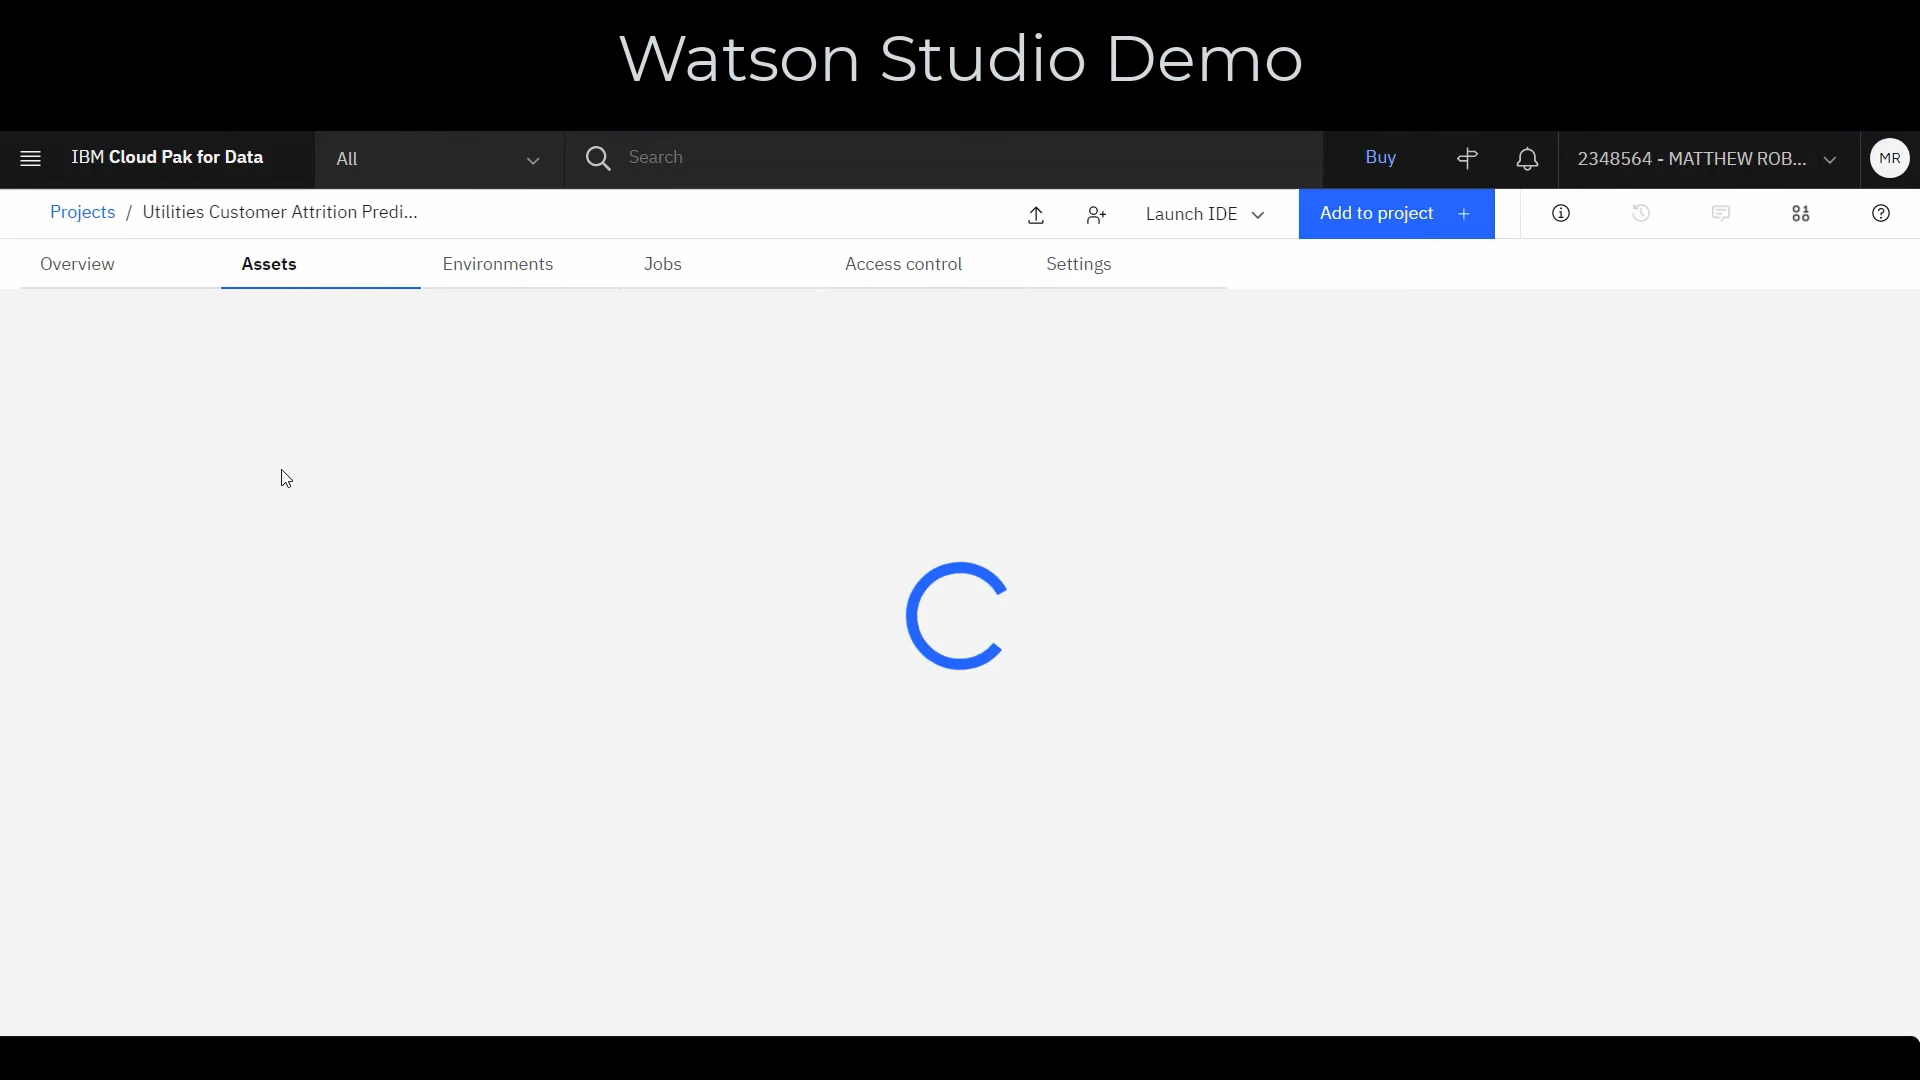 Watson Studio Demo
IBM Cloud Pak for Data
All
Search
Buy
2348564 - MATTHEW ROB...
MR
Projects / Utilities Customer Attrition Predi...
Launch IDE
Add to project +
Overview
Assets
Environments
Jobs
Access control
Settings